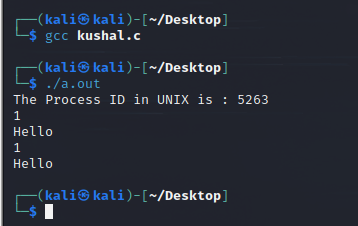 ┌──(kali㉿kali)-[~/Desktop]
└─$ gcc kushal.c
┌──(kali㉿kali)-[~/Desktop]
└─$ ./a.out
The Process ID in UNIX is : 5263
1
Hello
1
Hello
┌──(kali㉿kali)-[~/Desktop]
└─$